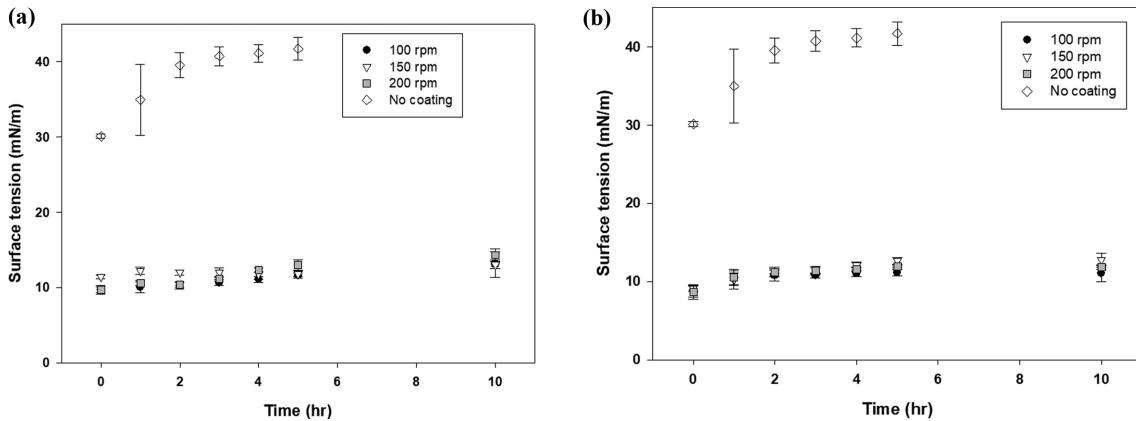 (a)
Surface tension (mN/m)
40
30
20
10
0
100 rpm
150 rpm
200 rpm
No coating
0 2 4 6 8 10
Time (hr)
(b)
Surface tension (mN/m)
40
30
20
10
0
100 rpm
150 rpm
200 rpm
No coating
0 2 4 6 8 10
Time (hr)